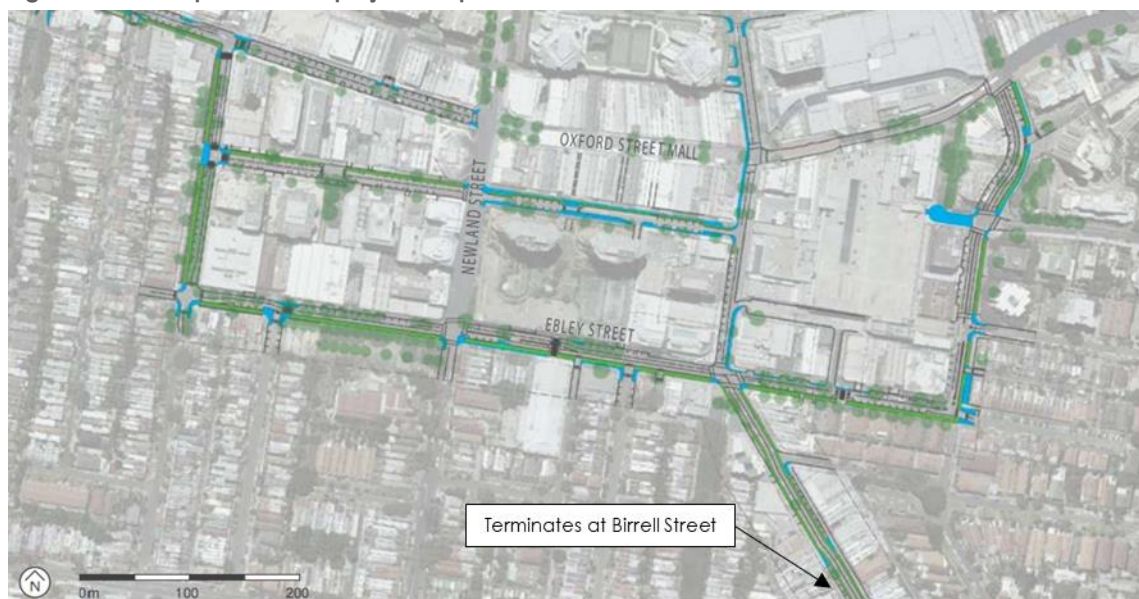 OXFORD STREET MALL
NEWLAND STREET
EBLEY STREET
Terminates at Birrell Street
N
0m 100 200